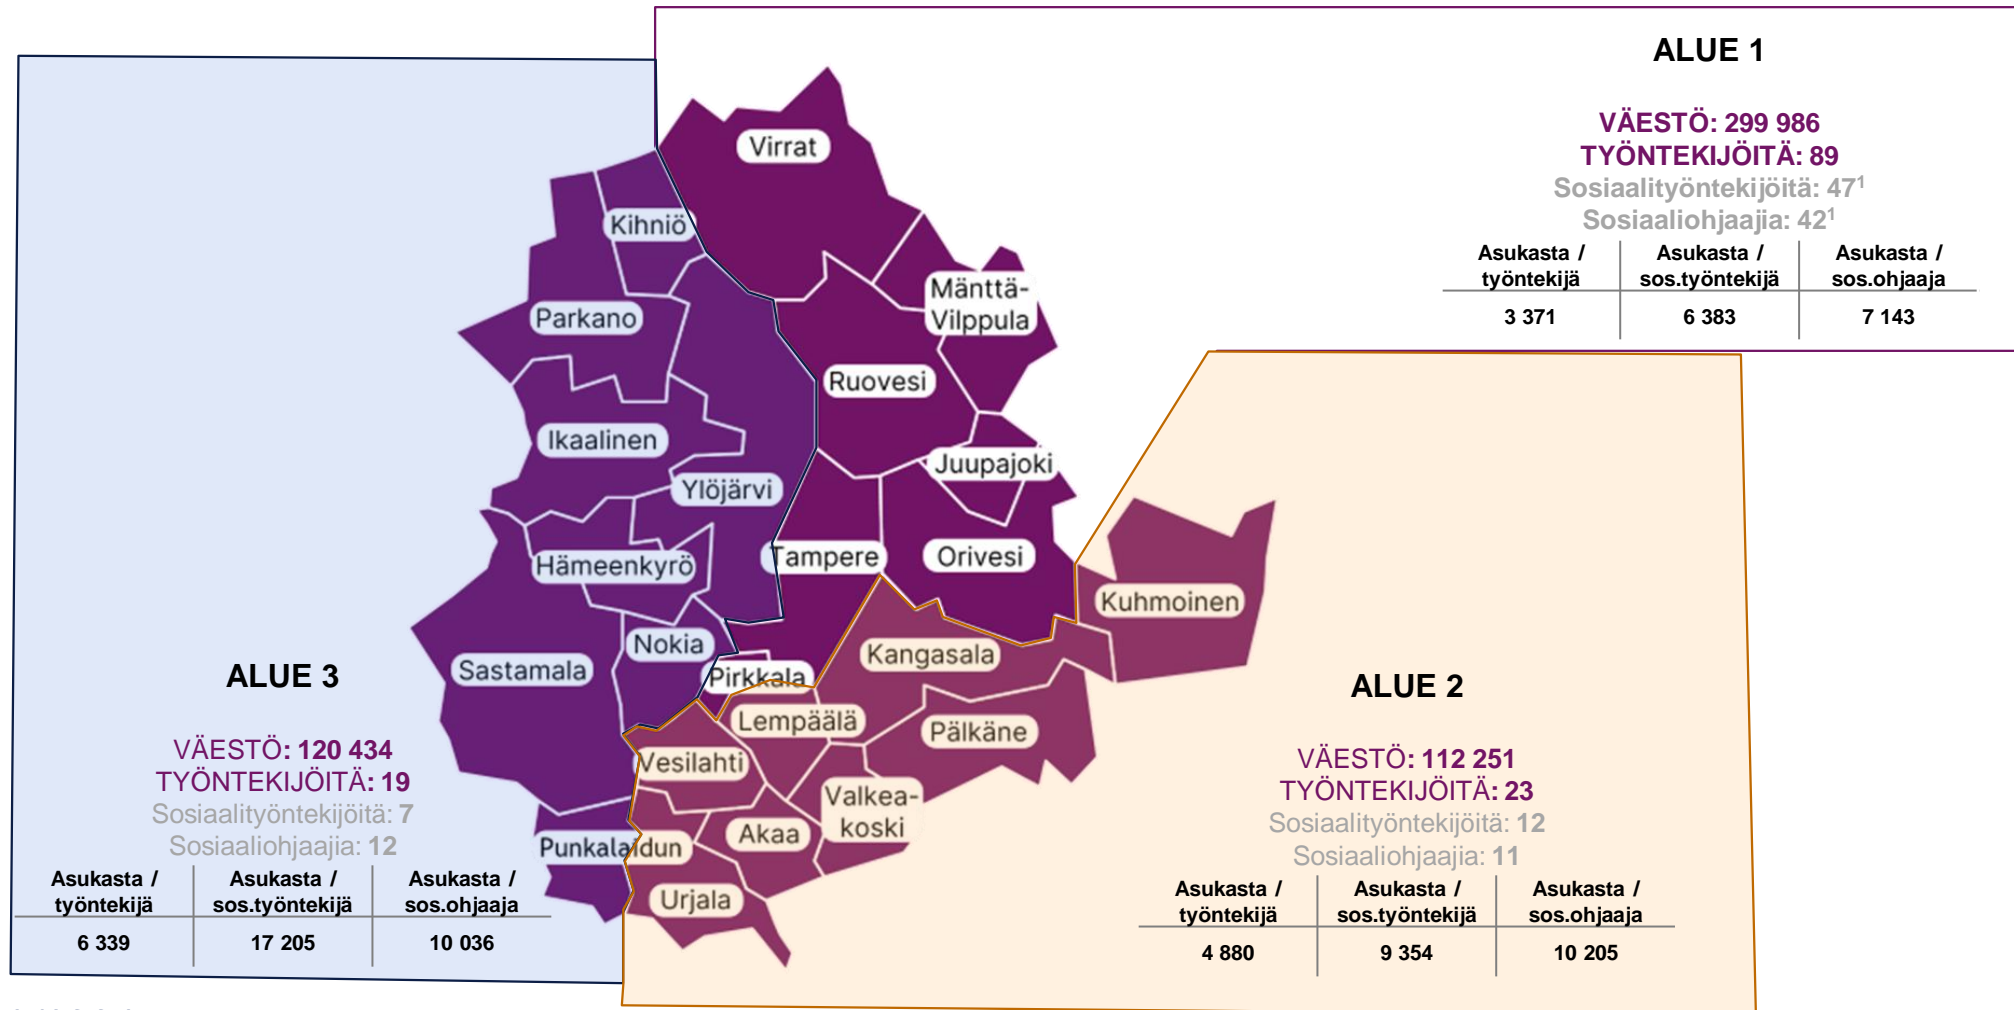 ALUE 1
VÄESTÖ: 299 986
TYÖNTEKIJÖITÄ: 89
Sosiaalityöntekijöitä: 47¹
Sosiaaliohjaajia: 42¹
Asukasta / työntekijä
Asukasta / sos.työntekijä
Asukasta / sos.ohjaaja
3 371
6 383
7 143
Virrat
Kihniö
Mänttä-
Vilppula
Parkano
Ruovesi
Ikaalinen
Juupajoki
Ylöjärvi
Tampere
Orivesi
Hämeenkyrö
Kuhmoinen
Nokia
Kangasala
Sastamala
Pirkkala
Lempäälä
Pälkäne
Vesilahti
Valkea-
koski
Akaa
Punkalaidun
Urjala
ALUE 3
VÄESTÖ: 120 434
TYÖNTEKIJÖITÄ: 19
Sosiaalityöntekijöitä: 7
Sosiaaliohjaajia: 12
Asukasta / työntekijä
Asukasta / sos.työntekijä
Asukasta / sos.ohjaaja
6 339
17 205
10 036
ALUE 2
VÄESTÖ: 112 251
TYÖNTEKIJÖITÄ: 23
Sosiaalityöntekijöitä: 12
Sosiaaliohjaajia: 11
Asukasta / työntekijä
Asukasta / sos.työntekijä
Asukasta / sos.ohjaaja
4 880
9 354
10 205